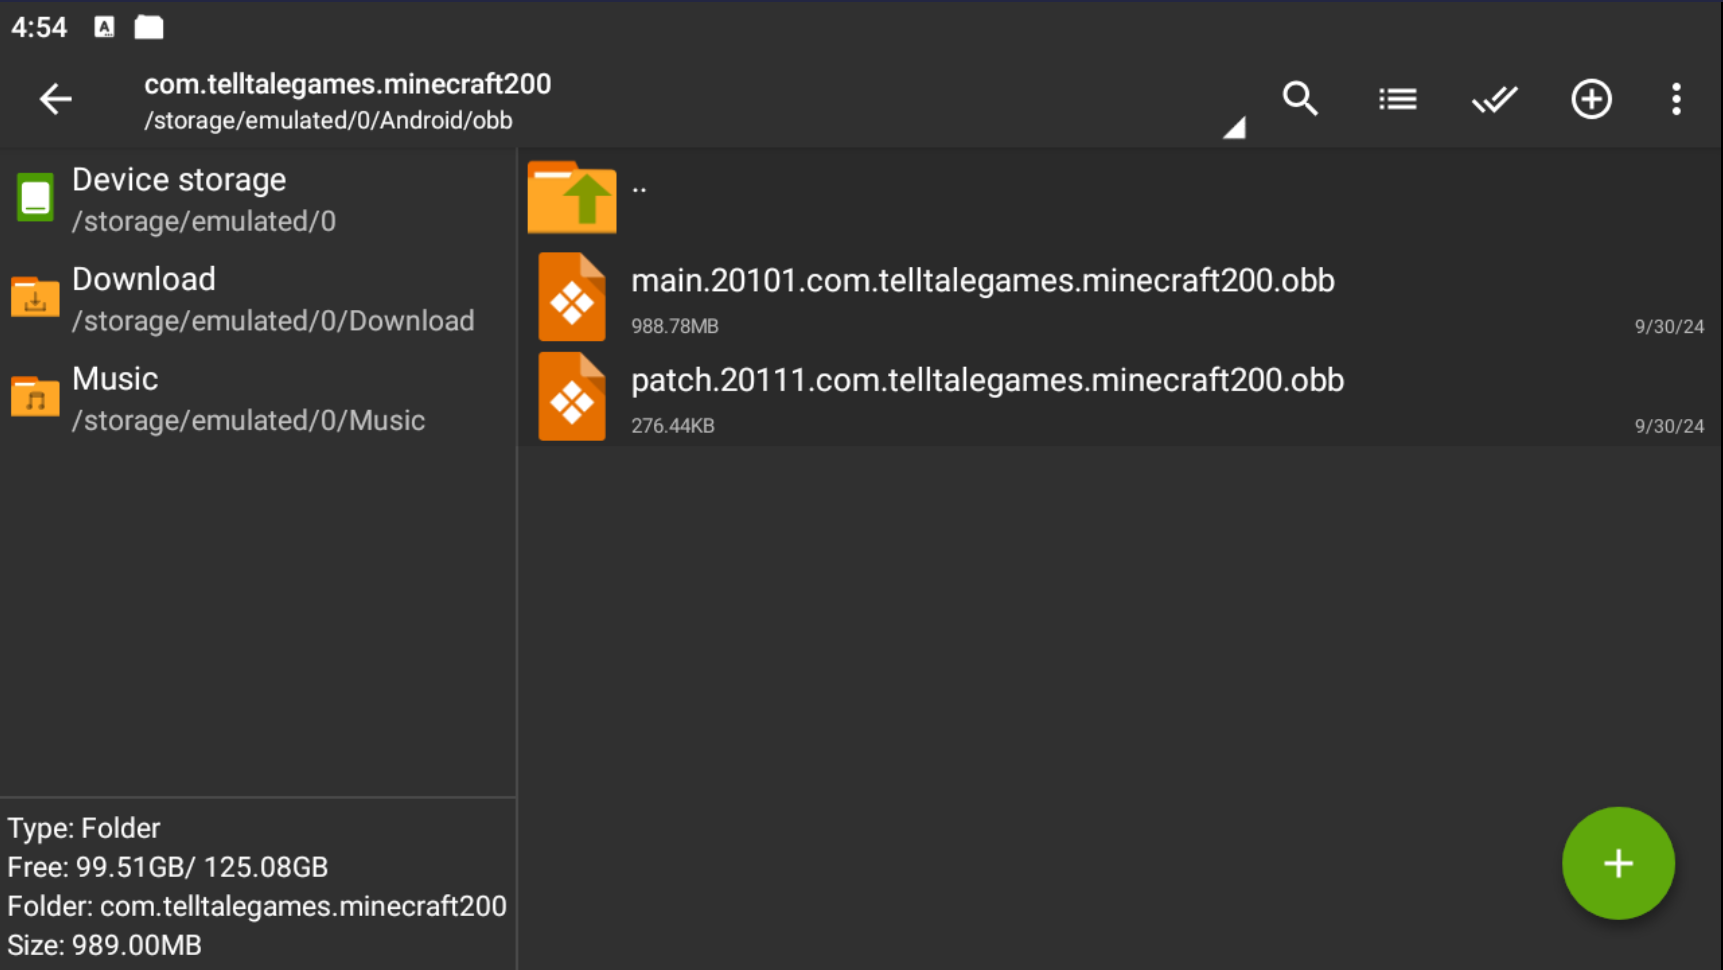 4:54
com.telltalegames.minecraft200
/storage/emulated/0/Android/obb
Device storage
/storage/emulated/0
Download
/storage/emulated/0/Download
Music
/storage/emulated/0/Music
..
main.20101.com.telltalegames.minecraft200.obb
988.78MB 9/30/24
patch.20111.com.telltalegames.minecraft200.obb
276.44KB 9/30/24
Type: Folder
Free: 99.51GB/ 125.08GB
Folder: com.telltalegames.minecraft200
Size: 989.00MB